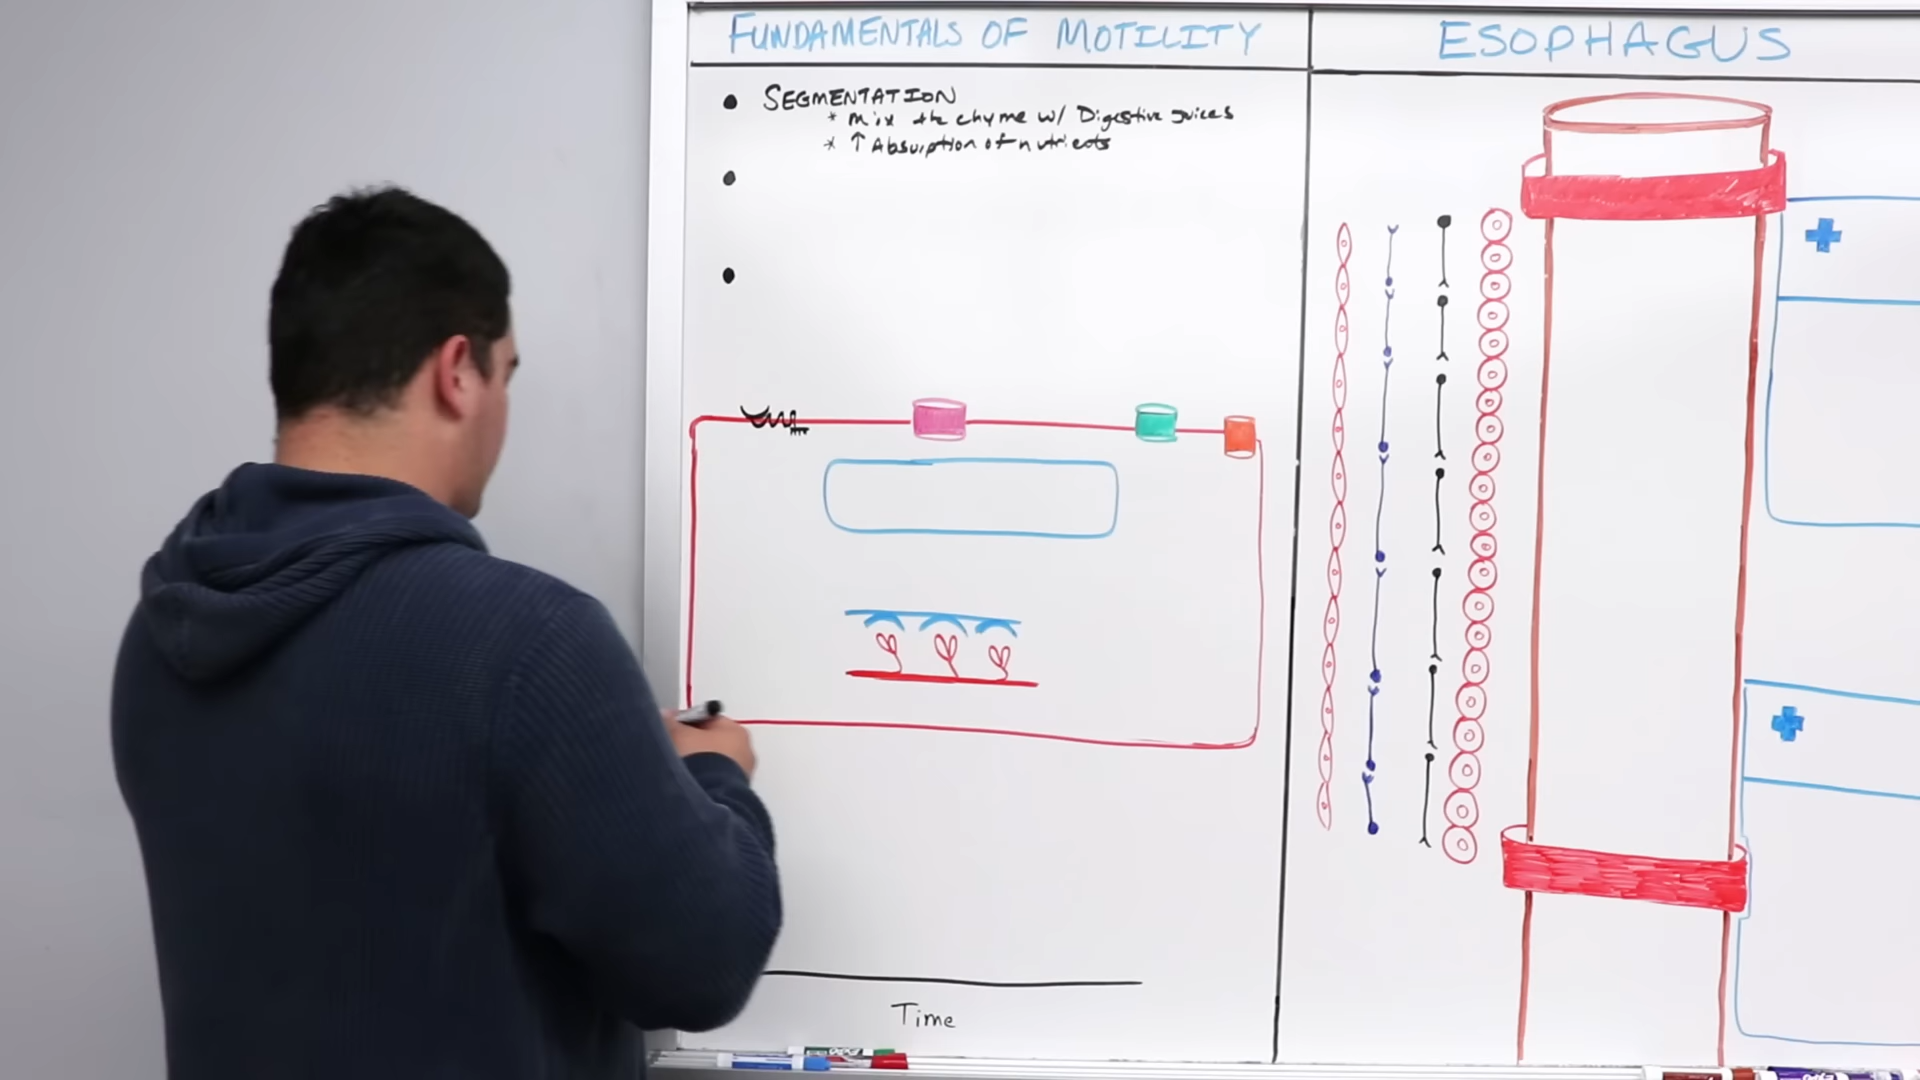 FUNDAMENTALS OF MOTILITY
SEGMENTATION
* mix the chyme w/ Digestive juices
* ↑ Absorption of nutrients
Time
ESOPHAGUS